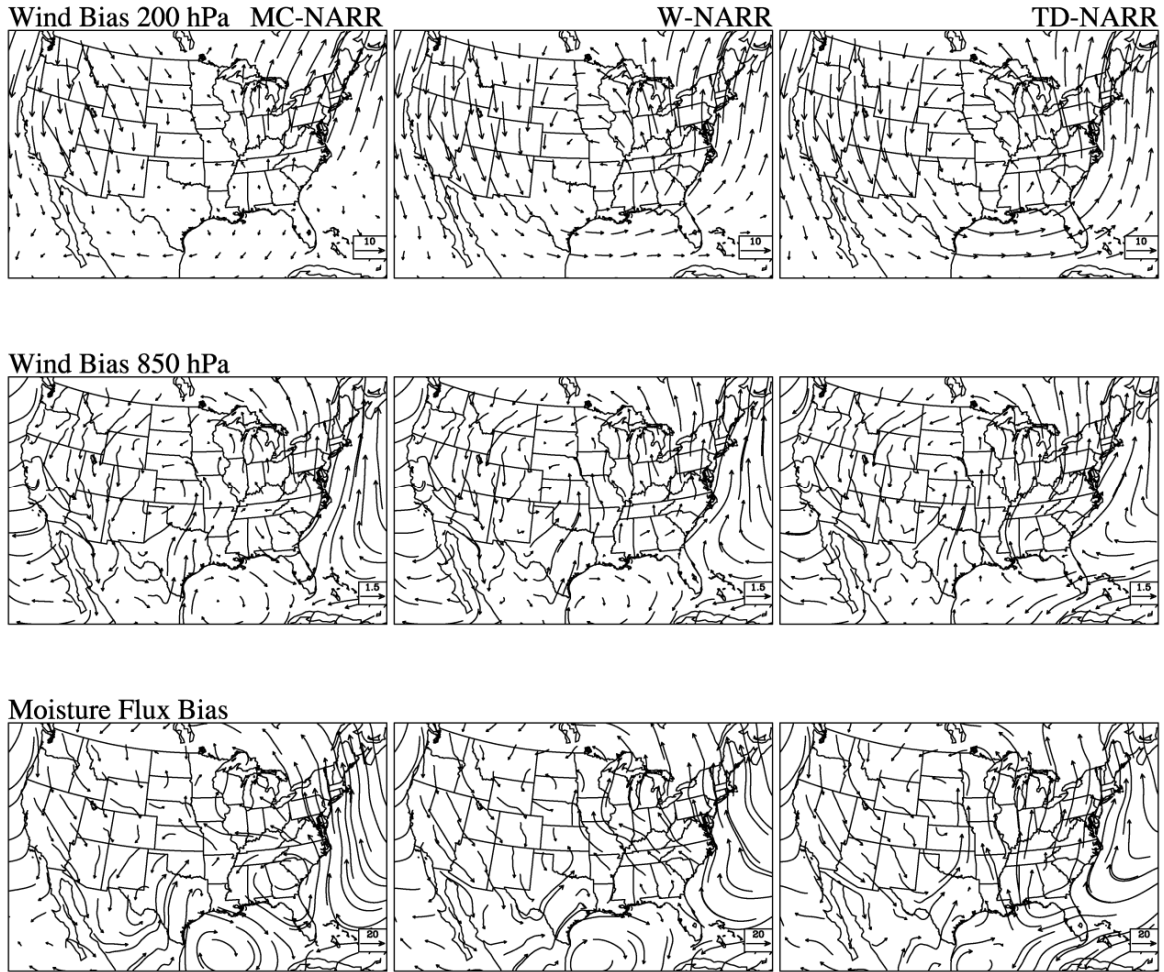 Wind Bias 200 hPa MC-NARR W-NARR TD-NARR
10 10 10
Wind Bias 850 hPa
1.5 1.5 1.5
Moisture Flux Bias
20 20 20